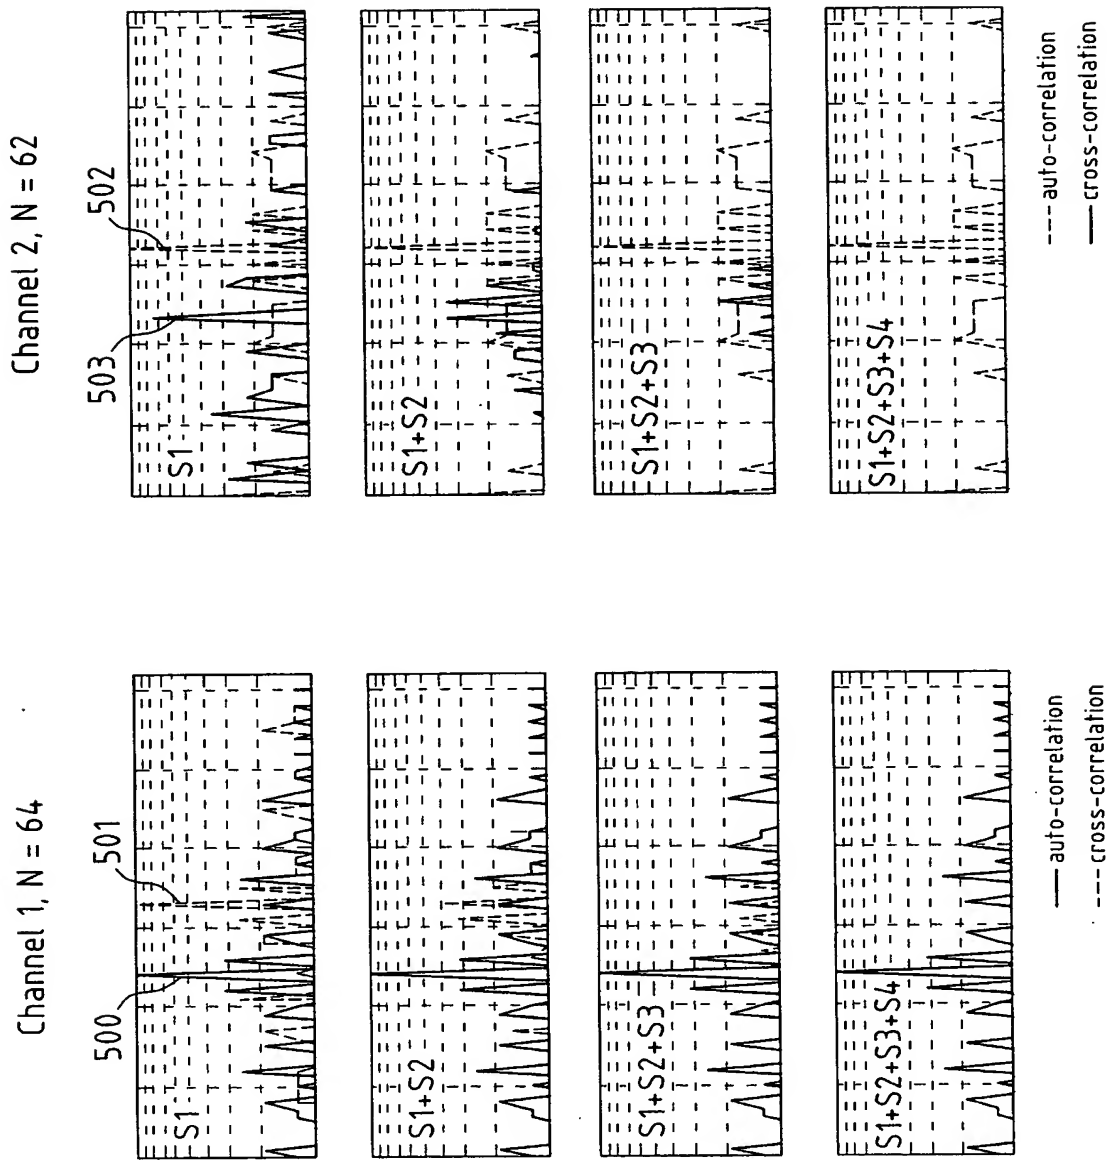 Channel 1, N = 64
500
501
S1
S1+S2
S1+S2+S3
S1+S2+S3+S4
auto-correlation
cross-correlation
Channel 2, N = 62
503
502
S1
S1+S2
S1+S2+S3
S1+S2+S3+S4
auto-correlation
cross-correlation